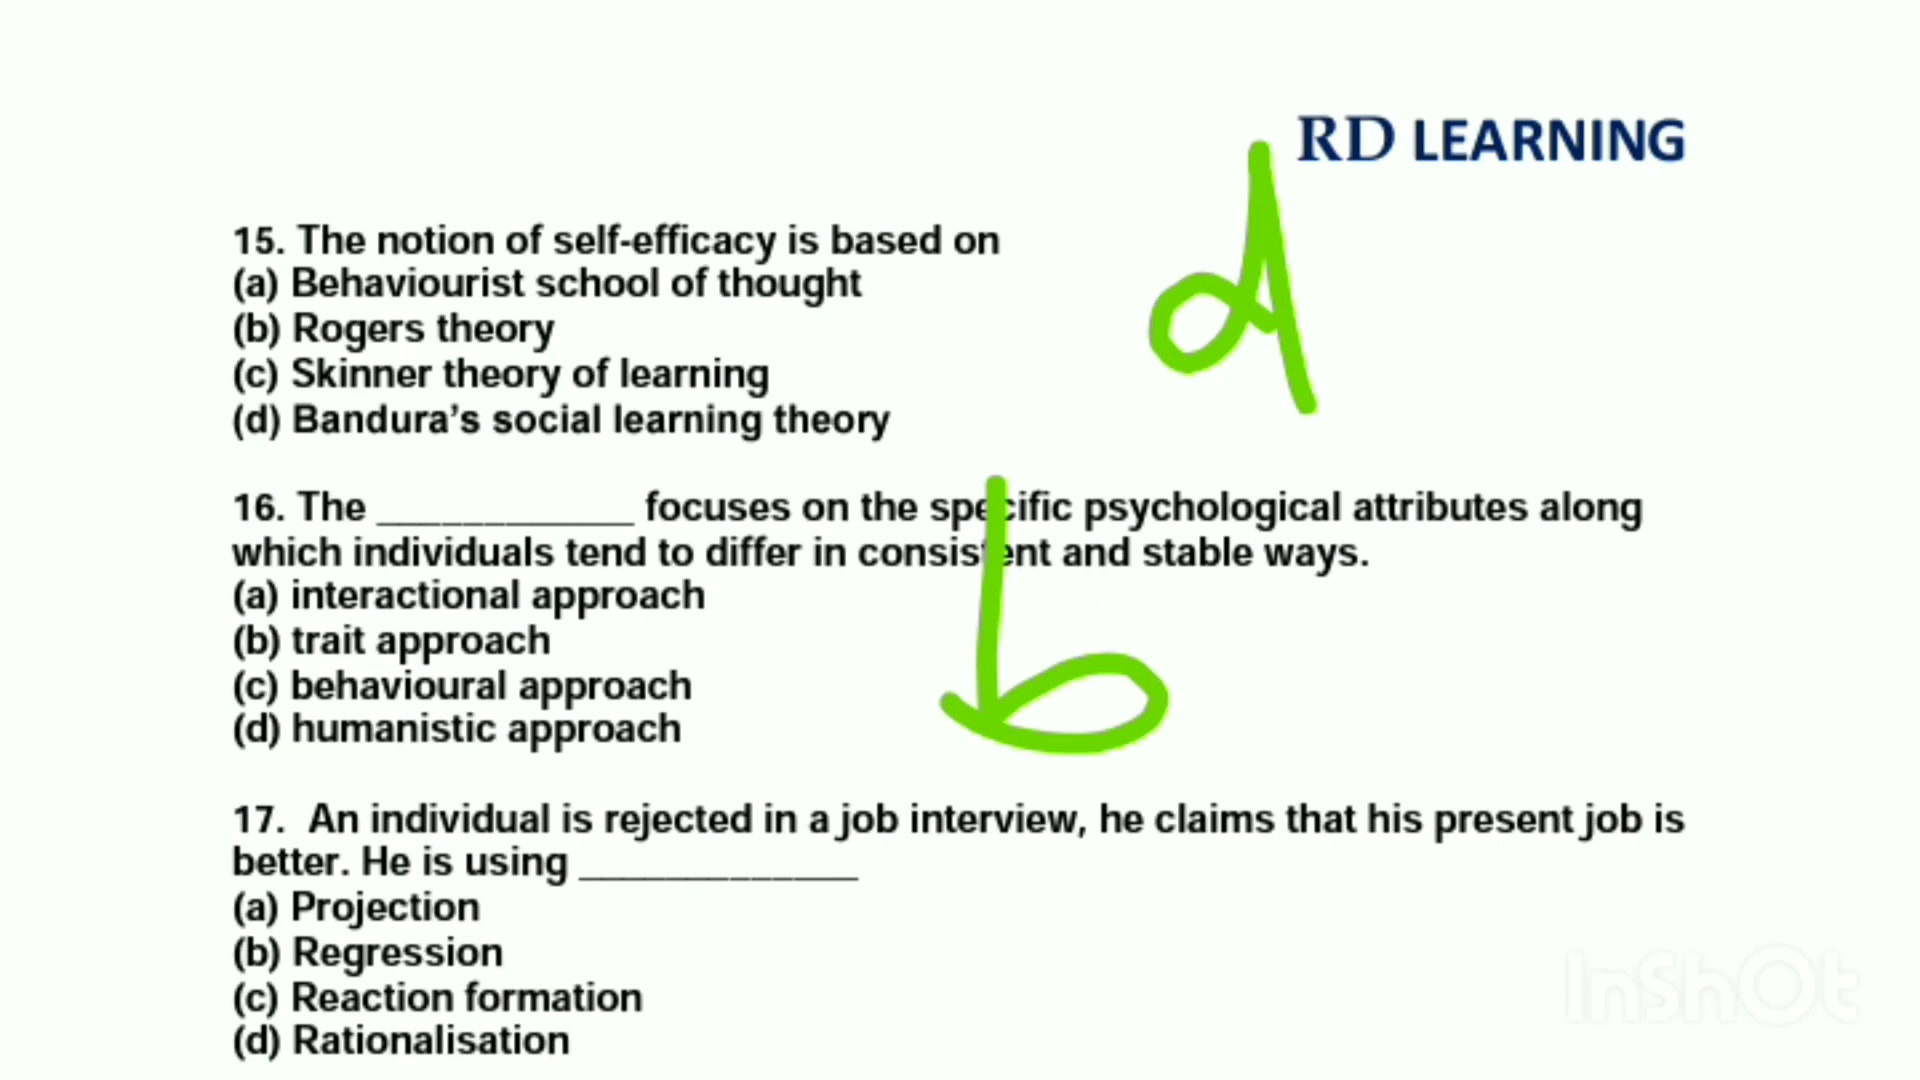 RD LEARNING
d
15. The notion of self-efficacy is based on
(a) Behaviourist school of thought
(b) Rogers theory
(c) Skinner theory of learning
(d) Bandura’s social learning theory
16. The ____________ focuses on the specific psychological attributes along
which individuals tend to differ in consistent and stable ways.
(a) interactional approach
(b) trait approach
(c) behavioural approach
(d) humanistic approach
b
17. An individual is rejected in a job interview, he claims that his present job is
better. He is using _____________
(a) Projection
(b) Regression
(c) Reaction formation
(d) Rationalisation
InShOt